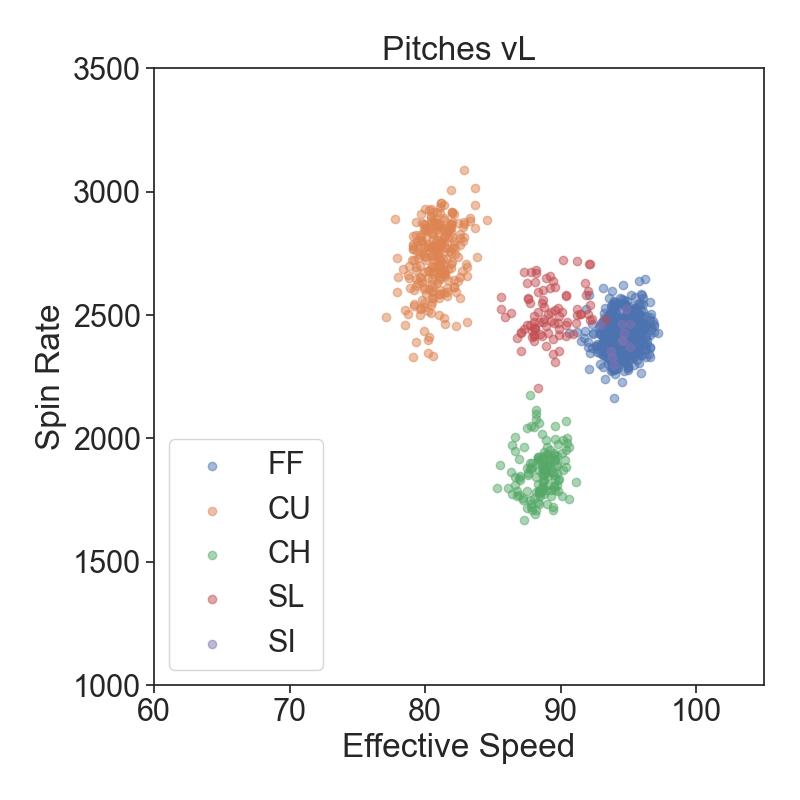 Pitches vL
3500
3000
2500
2000
1500
1000
Spin Rate
FF
CU
CH
SL
SI
60 70 80 90 100
Effective Speed